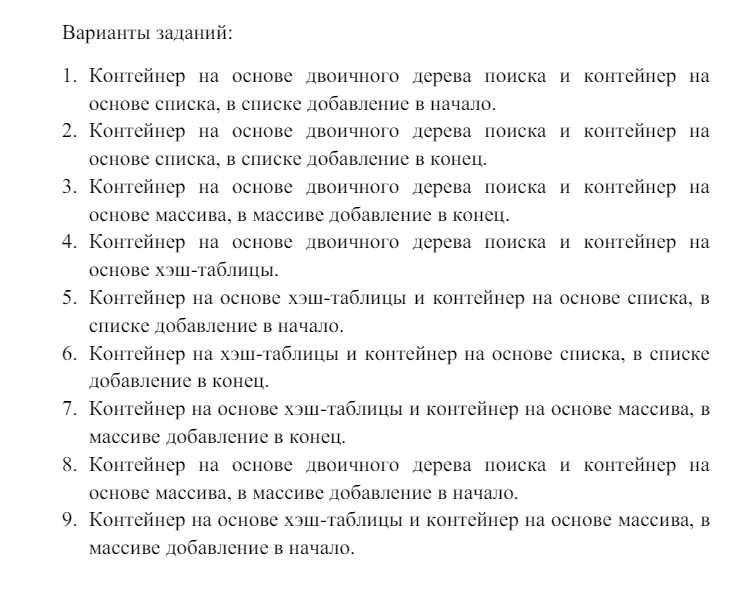 Варианты заданий:
1. Контейнер на основе двоичного дерева поиска и контейнер на
основе списка, в списке добавление в начало.
2. Контейнер на основе двоичного дерева поиска и контейнер на
основе списка, в списке добавление в конец.
3. Контейнер на основе двоичного дерева поиска и контейнер на
основе массива, в массиве добавление в конец.
4. Контейнер на основе двоичного дерева поиска и контейнер на
основе хэш-таблицы.
5. Контейнер на основе хэш-таблицы и контейнер на основе списка, в
списке добавление в начало.
6. Контейнер на хэш-таблицы и контейнер на основе списка, в списке
добавление в конец.
7. Контейнер на основе хэш-таблицы и контейнер на основе массива, в
массиве добавление в конец.
8. Контейнер на основе двоичного дерева поиска и контейнер на
основе массива, в массиве добавление в начало.
9. Контейнер на основе хэш-таблицы и контейнер на основе массива, в
массиве добавление в начало.